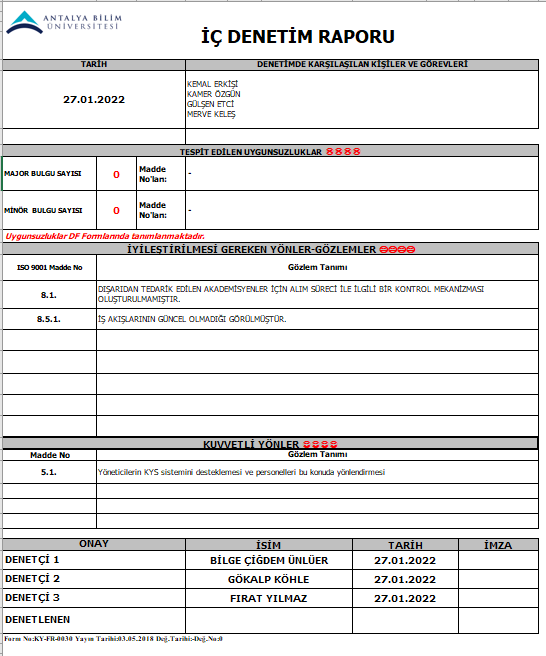 ANTALYA BİLİM
ÜNİVERSİTESİ
İÇ DENETİM RAPORU
TARİH
DENETİMDE KARŞILAŞILAN KİŞİLER VE GÖREVLERİ
27.01.2022
KEMAL ERKİŞİ
KAMER ÖZGÜN
GÜLŞEN ETCİ
MERVE KELEŞ
TESPİT EDİLEN UYGUNSUZLUKLAR
MAJOR BULGU SAYISI
0
Madde
No'ları:
-
MİNÖR BULGU SAYISI
0
Madde
No'ları:
-
Uygunsuzluklar DF Formlarında tanımlanmaktadır.
İYİLEŞTİRİLMESİ GEREKEN YÖNLER-GÖZLEMLER
ISO 9001 Madde No
Gözlem Tanımı
8.1.
DIŞARIDAN TEDARİK EDİLEN AKADEMİSYENLER İÇİN ALIM SÜRECİ İLE İLGİLİ BİR KONTROL MEKANİZMASI
OLUŞTURULMAMIŞTIR.
8.5.1.
İŞ AKIŞLARININ GÜNCEL OLMADIĞI GÖRÜLMÜŞTÜR.
KUVVETLİ YÖNLER
Madde No
Gözlem Tanımı
5.1.
Yöneticilerin KYS sistemini desteklemesi ve personelleri bu konuda yönlendirmesi
ONAY
İSİM
TARİH
İMZA
DENETÇİ 1
BİLGE ÇİĞDEM ÜNLÜER
27.01.2022
DENETÇİ 2
GÖKALP KÖHLE
27.01.2022
DENETÇİ 3
FIRAT YILMAZ
27.01.2022
DENETLENEN
Form No:KY-FR-0030 Yayın Tarihi:03.05.2018 Değ.Tarihi:-Değ.No:0